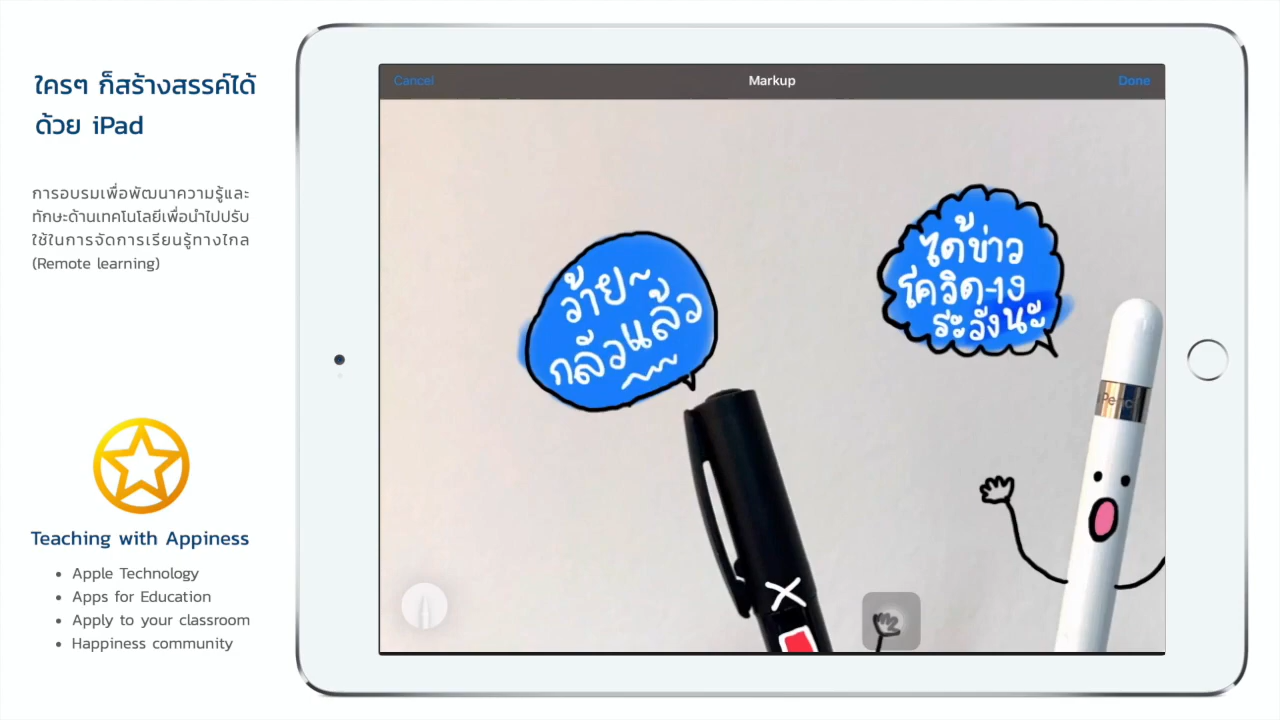 ใครๆ ก็สร้างสรรค์ได้
ด้วย iPad
การอบรมเพื่อพัฒนาความรู้และ
ทักษะด้านเทคโนโลยีเพื่อนำไปปรับ
ใช้ในการจัดการเรียนรู้ทางไกล
(Remote learning)
Teaching with Appiness
• Apple Technology
• Apps for Education
• Apply to your classroom
• Happiness community
Cancel
Markup
Done
ว้าย~
กลัวแล้ว
ได้ข่าว
โควิด-19
ระวังนะ